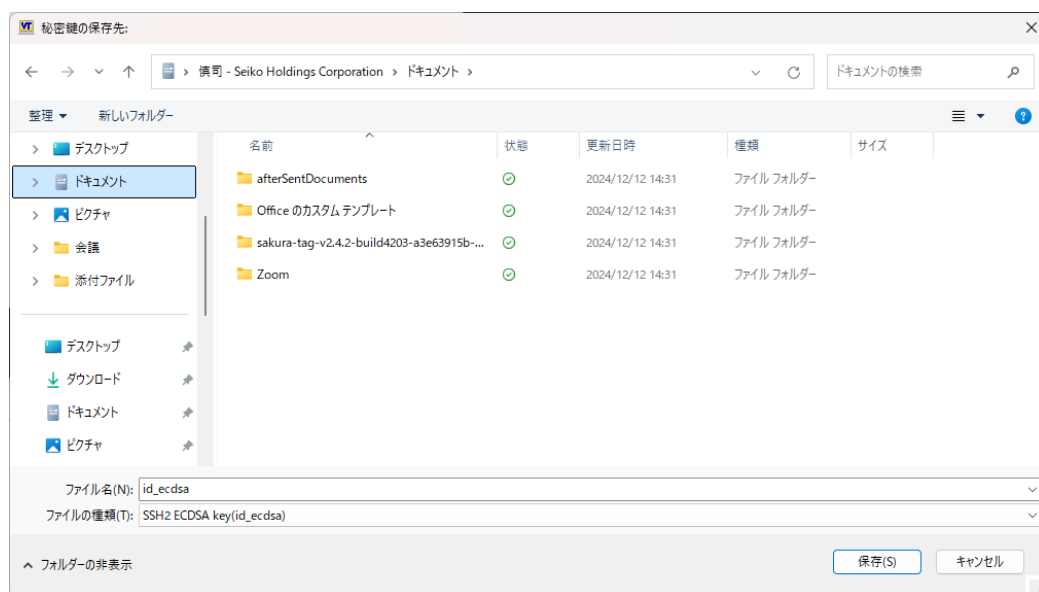 VT 秘密鍵の保存先:
慎司 - Seiko Holdings Corporation › ドキュメント ›
ドキュメントの検索
整理 新しいフォルダー
名前 状態 更新日時 種類 サイズ
デスクトップ
ドキュメント
ピクチャ
会議
添付ファイル
afterSentDocuments 2024/12/12 14:31 ファイル フォルダー
Office のカスタム テンプレート 2024/12/12 14:31 ファイル フォルダー
sakura-tag-v2.4.2-build4203-a3e63915b-... 2024/12/12 14:31 ファイル フォルダー
Zoom 2024/12/12 14:31 ファイル フォルダー
デスクトップ
ダウンロード
ドキュメント
ピクチャ
ファイル名(N): id_ecdsa
ファイルの種類(T): SSH2 ECDSA key(id_ecdsa)
フォルダーの非表示
保存(S) キャンセル